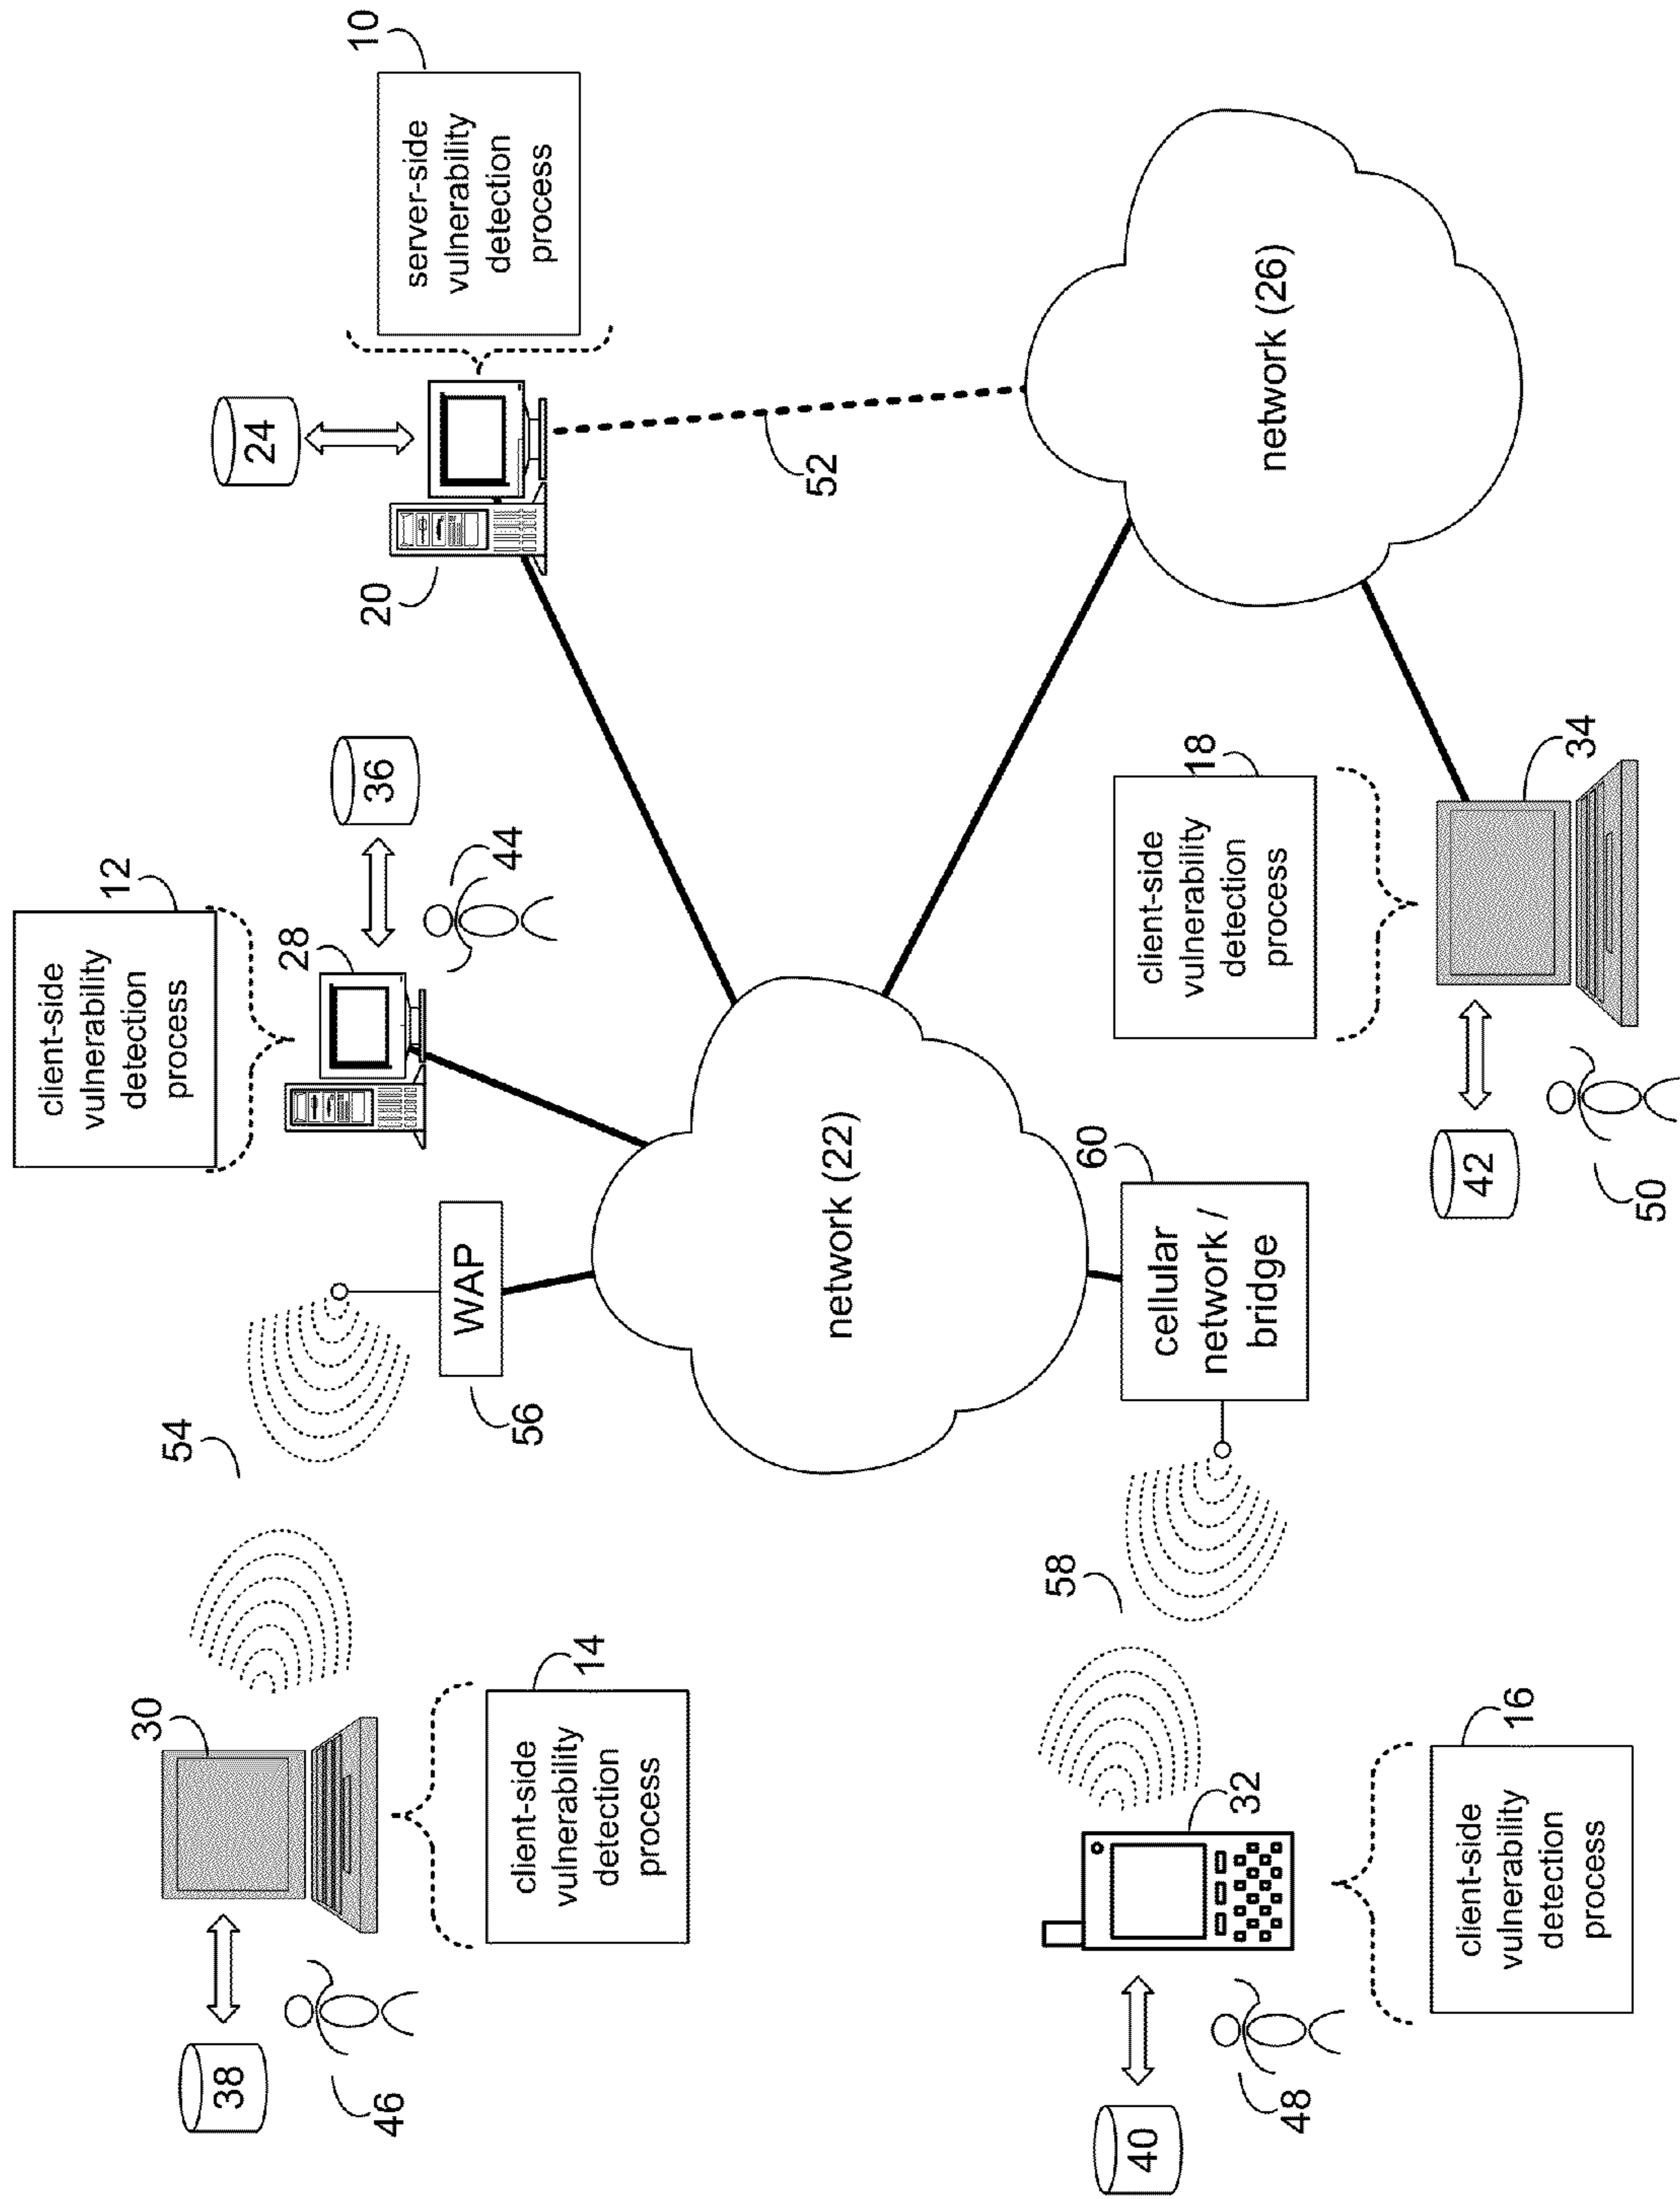 38
30
46
client-side
vulnerability
detection
process
14
54
WAP
56
client-side
vulnerability
detection
process
12
28
36
44
24
20
server-side
vulnerability
detection
process
10
52
network (22)
network (26)
40
32
48
client-side
vulnerability
detection
process
16
58
cellular
network /
bridge
60
client-side
vulnerability
detection
process
18
42
50
34